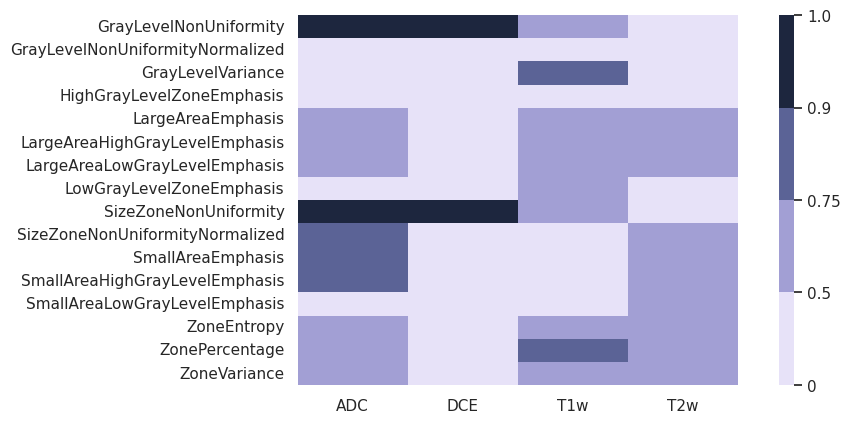 GrayLevelNonUniformity
GrayLevelNonUniformityNormalized
GrayLevelVariance
HighGrayLevelZoneEmphasis
LargeAreaEmphasis
LargeAreaHighGrayLevelEmphasis
LargeAreaLowGrayLevelEmphasis
LowGrayLevelZoneEmphasis
SizeZoneNonUniformity
SizeZoneNonUniformityNormalized
SmallAreaEmphasis
SmallAreaHighGrayLevelEmphasis
SmallAreaLowGrayLevelEmphasis
ZoneEntropy
ZonePercentage
ZoneVariance
ADC DCE T1w T2w
1.0
0.9
0.75
0.5
0